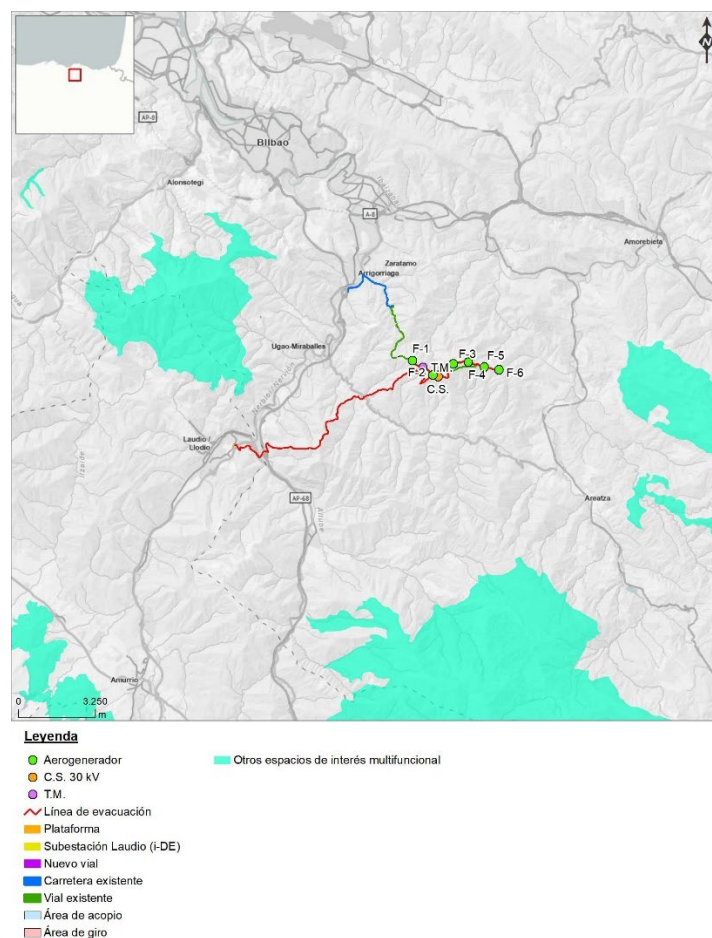 N
AP-8
Bilbao
Ibaizabal
Alonsotegi
A-8
Amorebieta
Zaratamo
Arrigorriaga
Ugao-Miraballes
F-1
F-3
F-5
T.M.
F-2
F-4
F-6
C.S.
Laudio /
Llodio
AP-68
Areatza
Amurrio
0
3.250
m
Leyenda
Aerogenerador
Otros espacios de interés multifuncional
C.S. 30 kV
T.M.
Línea de evacuación
Plataforma
Subestación Laudio (i-DE)
Nuevo vial
Carretera existente
Vial existente
Área de acopio
Área de giro